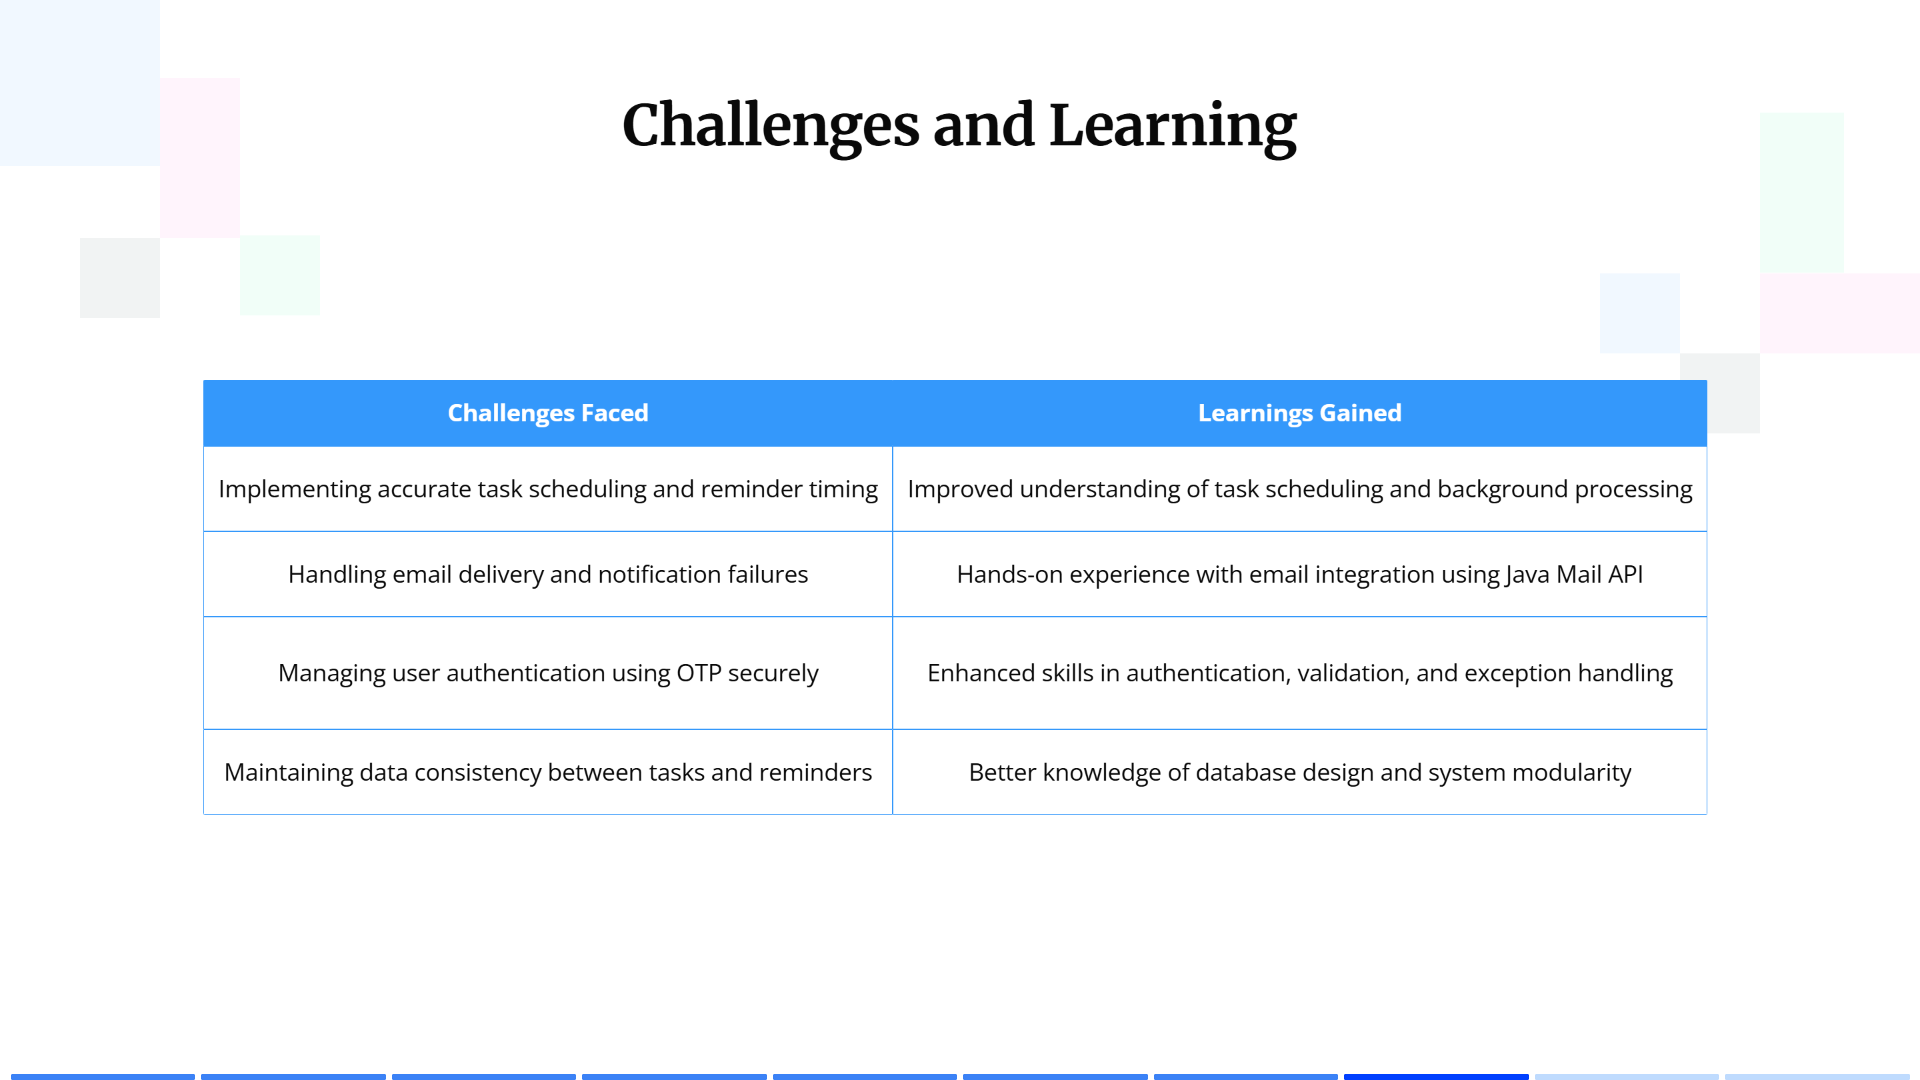 Challenges and Learning
Challenges Faced
Learnings Gained
Implementing accurate task scheduling and reminder timing
Improved understanding of task scheduling and background processing
Handling email delivery and notification failures
Hands-on experience with email integration using Java Mail API
Managing user authentication using OTP securely
Enhanced skills in authentication, validation, and exception handling
Maintaining data consistency between tasks and reminders
Better knowledge of database design and system modularity